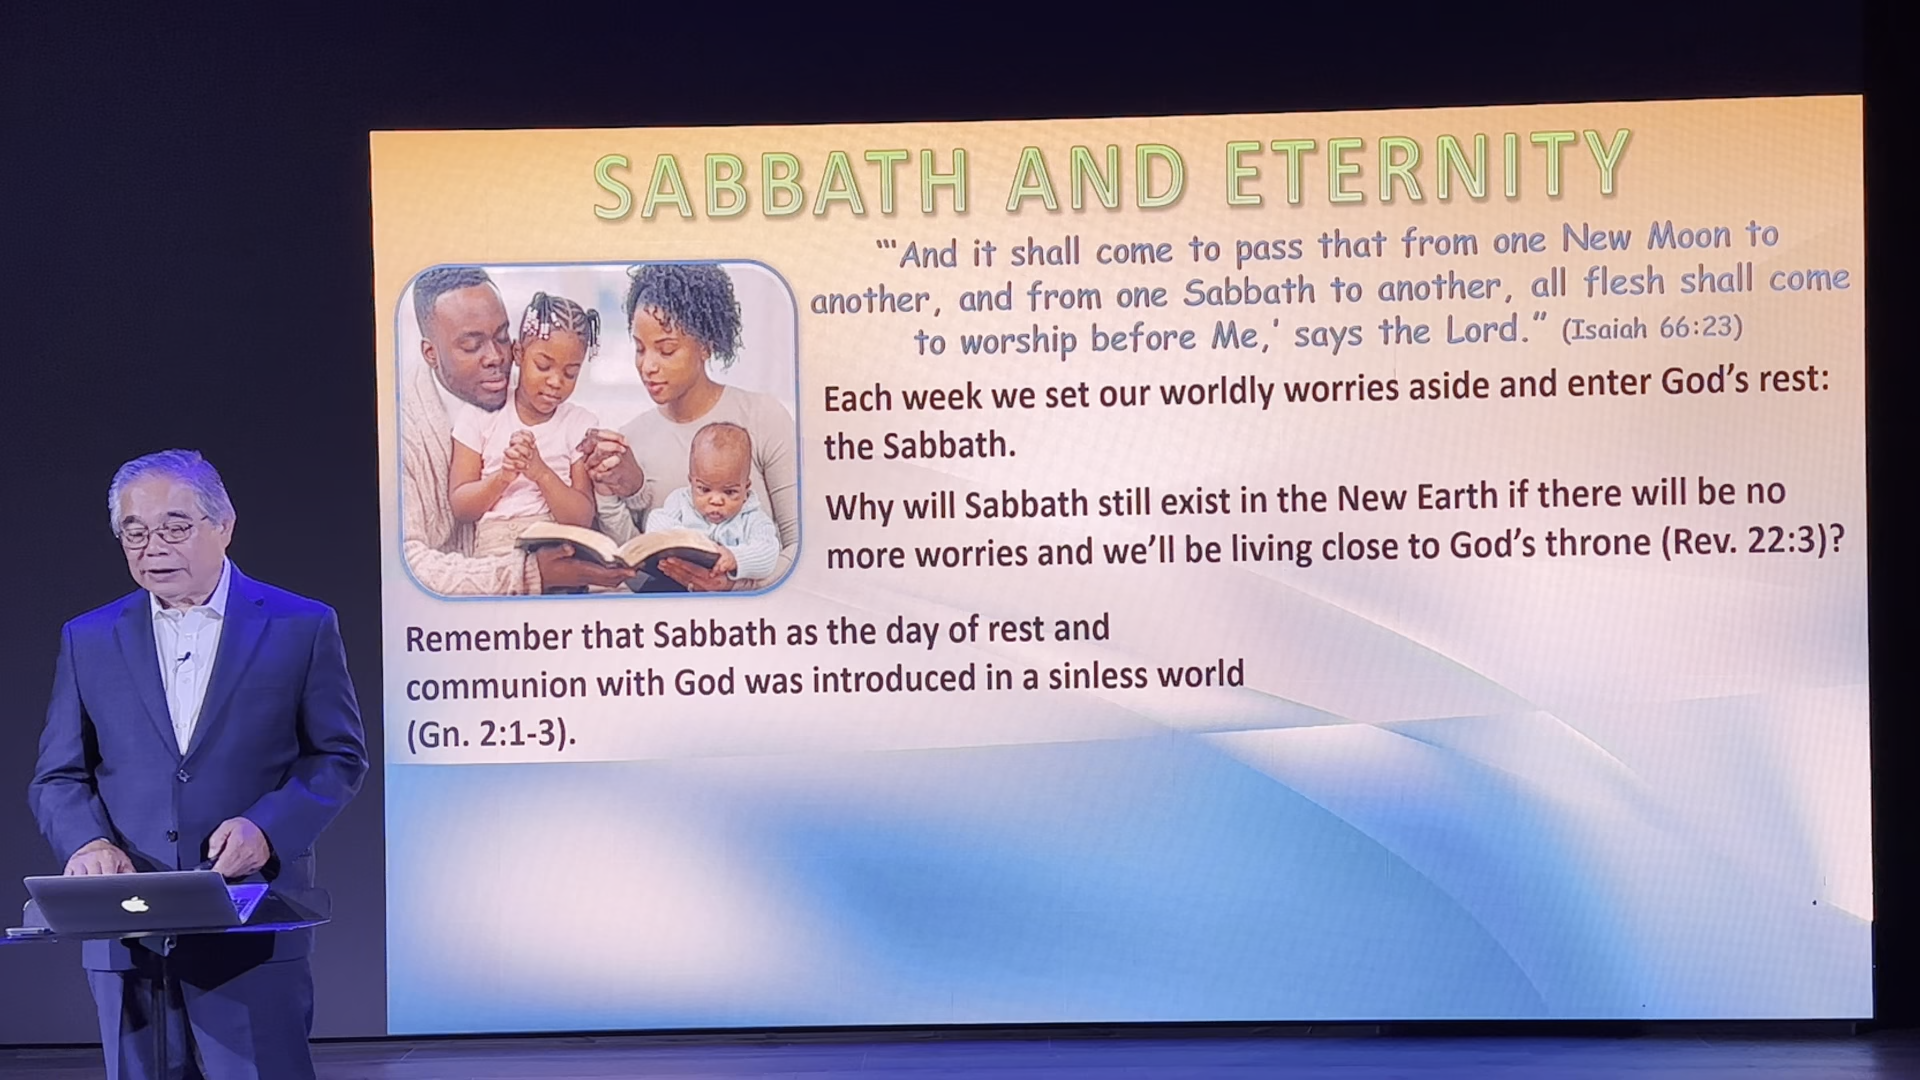 SABBATH AND ETERNITY
"'And it shall come to pass that from one New Moon to
another, and from one Sabbath to another, all flesh shall come
to worship before Me,' says the Lord." (Isaiah 66:23)
Each week we set our worldly worries aside and enter God's rest:
the Sabbath.
Why will Sabbath still exist in the New Earth if there will be no
more worries and we'll be living close to God's throne (Rev. 22:3)?
Remember that Sabbath as the day of rest and
communion with God was introduced in a sinless world
(Gn. 2:1-3).